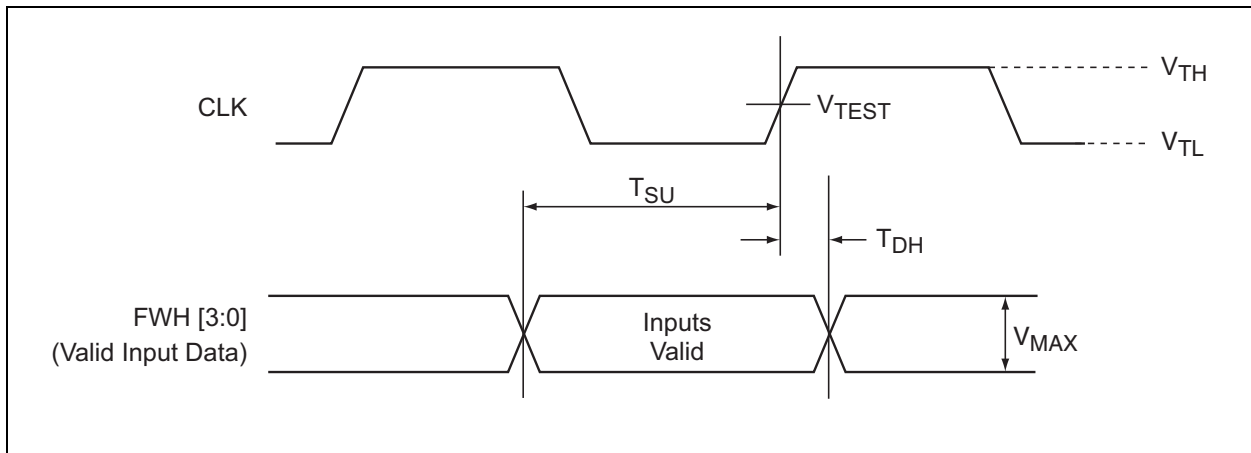 CLK
V_TH
V_TEST
V_TL
T_SU
T_DH
FWH [3:0]
(Valid Input Data)
Inputs
Valid
V_MAX